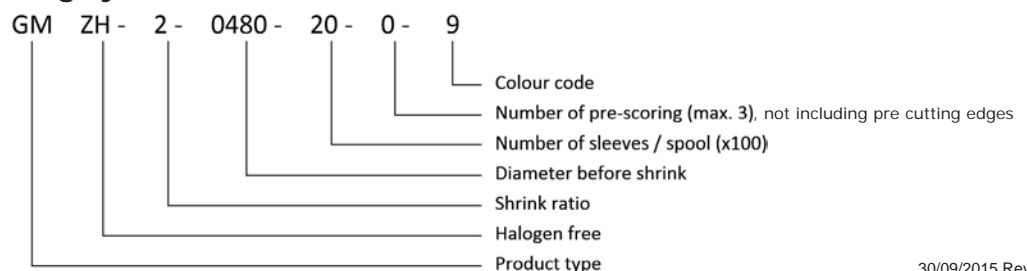 GM ZH - 2 - 0480 - 20 - 0 - 9
Colour code
Number of pre-scoring (max. 3), not including pre cutting edges
Number of sleeves / spool (x100)
Diameter before shrink
Shrink ratio
Halogen free
Product type
30/09/2015 Rev